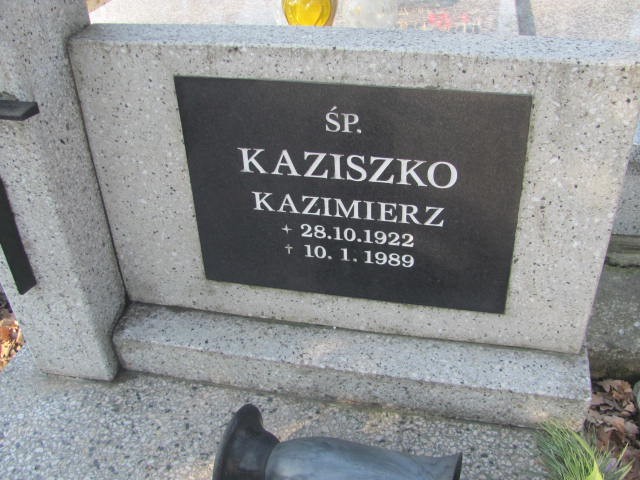 ŚP.
KAZISZKO
KAZIMIERZ
+ 28.10.1922
† 10. 1. 1989